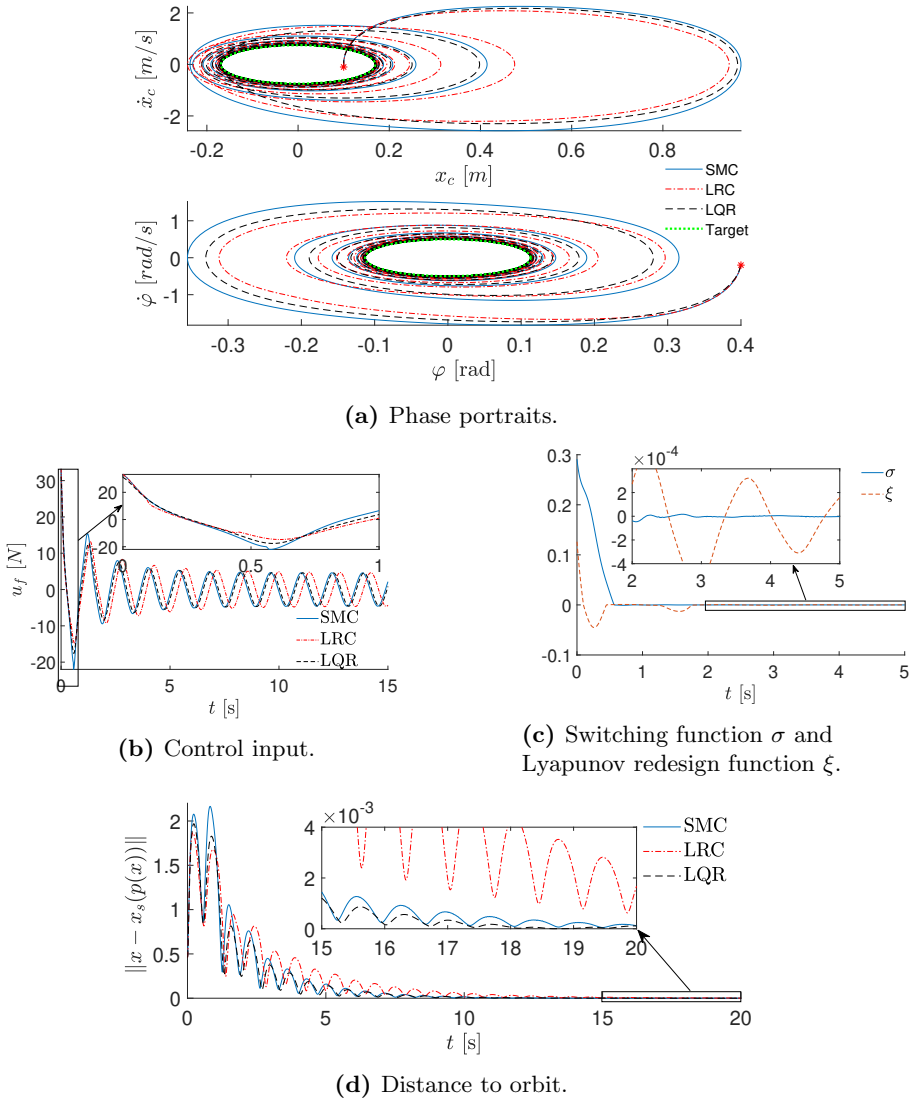 2
0
-2
ẋ_c [m/s]
-0.2 0 0.2 0.4 0.6 0.8
x_c [m]
SMC
LRC
LQR
Target
1
0
-1
φ̇ [rad/s]
-0.3 -0.2 -0.1 0 0.1 0.2 0.3 0.4
φ [rad]
(a) Phase portraits.
30
20
10
0
-10
-20
u_f [N]
20
0
-20
0 0.5 1
SMC
LRC
LQR
0 5 10 15
t [s]
(b) Control input.
0.3
0.2
0.1
0
-0.1
×10⁻⁴
2
0
-2
-4
2 3 4 5
σ
ξ
0 1 2 3 4 5
t [s]
(c) Switching function σ and
Lyapunov redesign function ξ.
2
1.5
1
0.5
0
||x − x_s(p(x))||
×10⁻³
4
2
0
15 16 17 18 19 20
SMC
LRC
LQR
0 5 10 15 20
t [s]
(d) Distance to orbit.